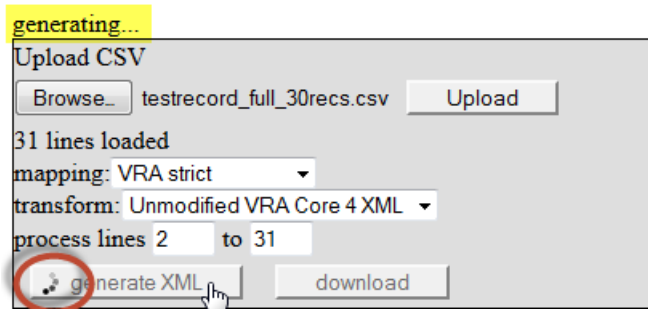 generating...
Upload CSV
Browse_ testrecord_full_30recs.csv Upload
31 lines loaded
mapping: VRA strict
transform: Unmodified VRA Core 4 XML
process lines 2 to 31
generate XML download